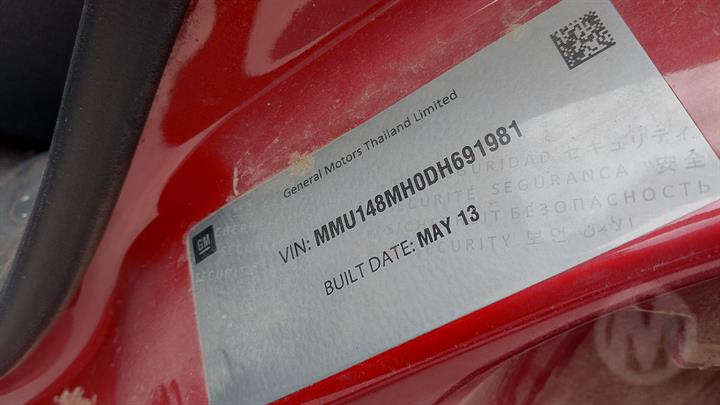 General Motors Thailand Limited
GM
VIN: MMU148MH0DH691981
BUILT DATE: MAY 13
SEGURIDAD セキュリティ
SÉCURITÉ SEGURANÇA 安全
БЕЗОПАСНОСТЬ
SECURITY 보안
M